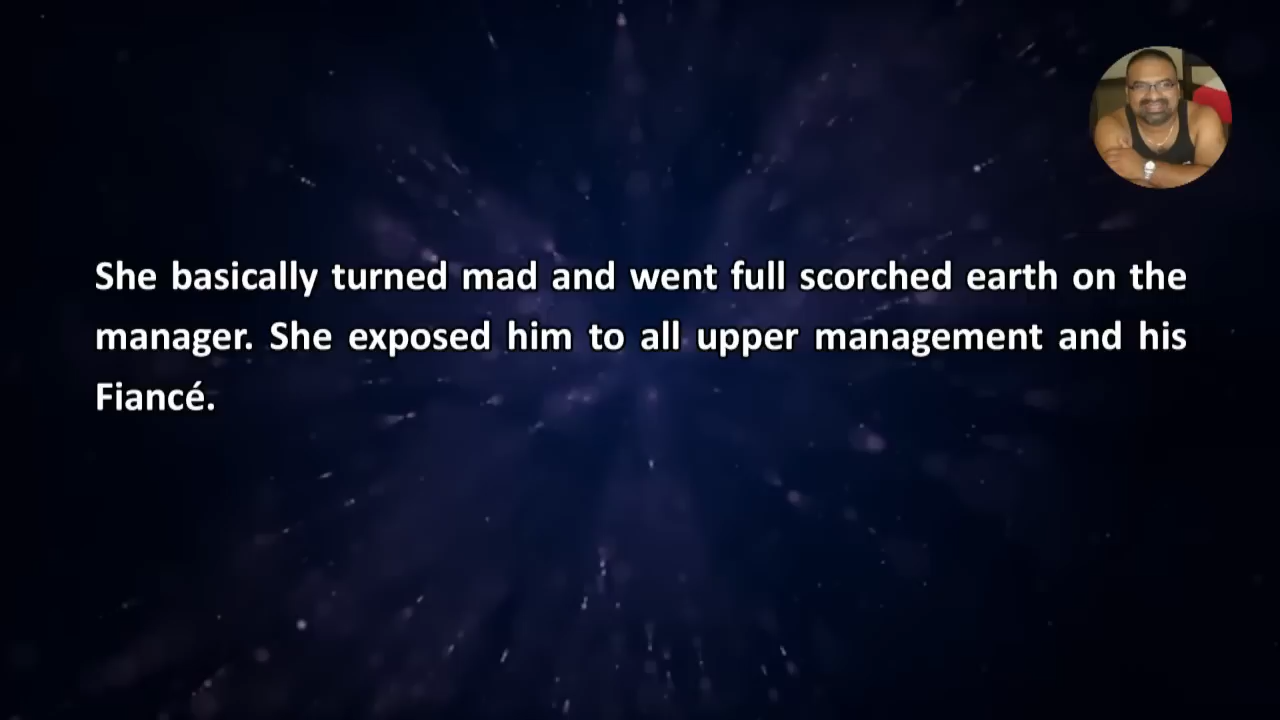 She basically turned mad and went full scorched earth on the
manager. She exposed him to all upper management and his
Fiancé.